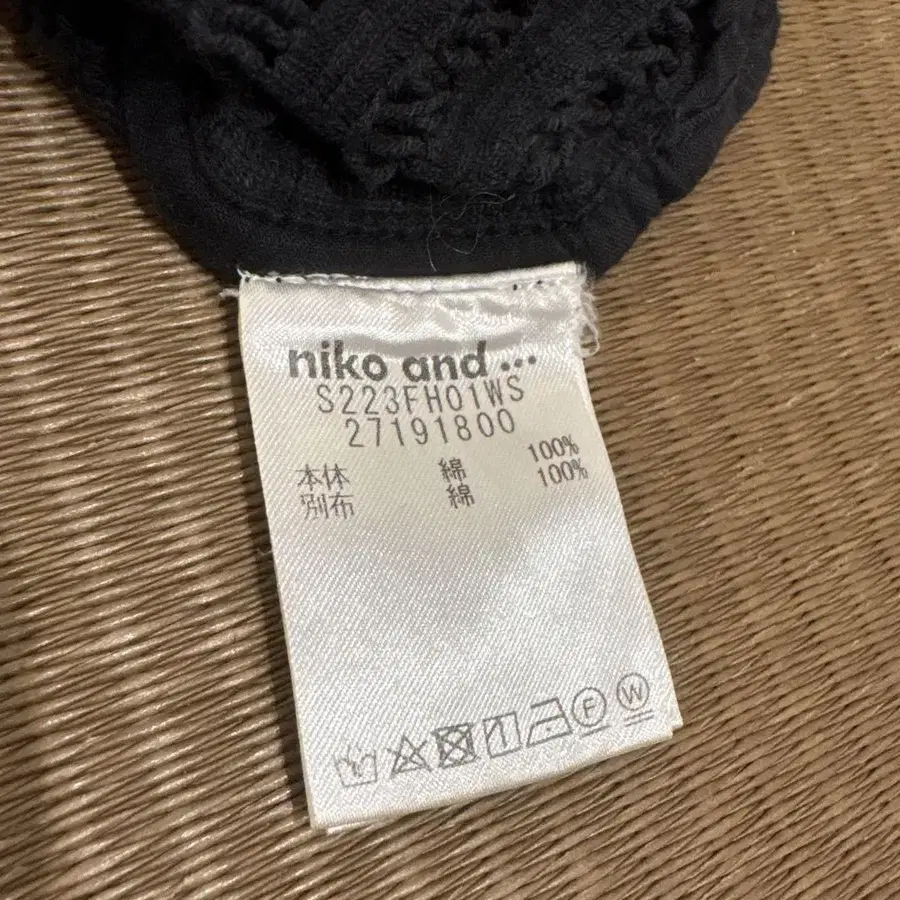 niko and ...
S223FH01WS
27191800
本体 綿 100%
別布 綿 100%
F W